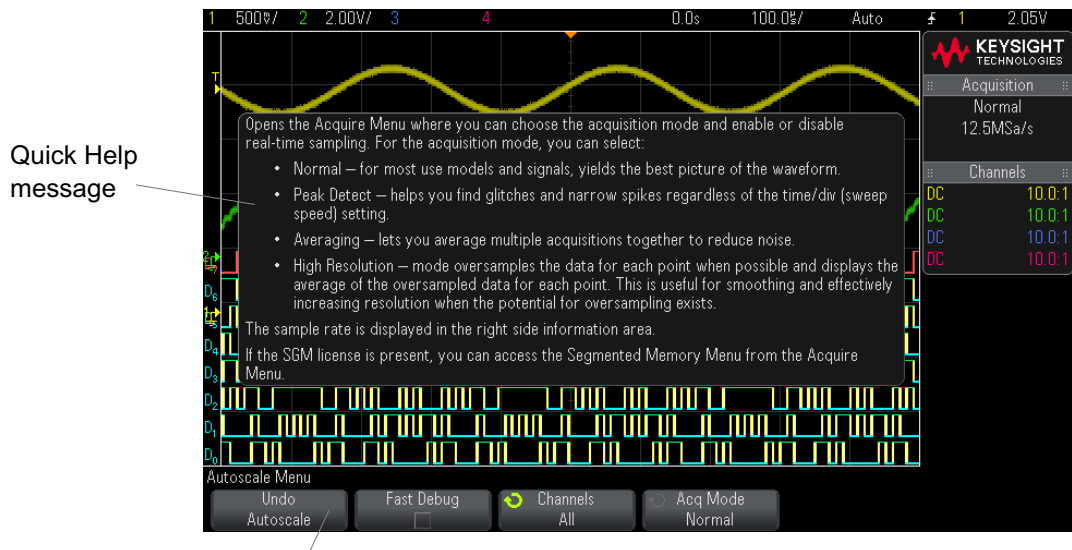 1 500▽/ 2 2.00V/ 3 4 0.0s 100.0⅟/ Auto 1 2.05V
KEYSIGHT
TECHNOLOGIES
Acquisition
Normal
12.5MSa/s
Channels
DC 10.0:1
DC 10.0:1
DC 10.0:1
DC 10.0:1
T
Quick Help
message
Opens the Acquire Menu where you can choose the acquisition mode and enable or disable
real-time sampling. For the acquisition mode, you can select:
• Normal – for most use models and signals, yields the best picture of the waveform.
• Peak Detect – helps you find glitches and narrow spikes regardless of the time/div (sweep
speed) setting.
• Averaging – lets you average multiple acquisitions together to reduce noise.
• High Resolution – mode oversamples the data for each point when possible and displays the
average of the oversampled data for each point. This is useful for smoothing and effectively
increasing resolution when the potential for oversampling exists.
The sample rate is displayed in the right side information area.
If the SGM license is present, you can access the Segmented Memory Menu from the Acquire
Menu.
D6
D4
D3
D2
D1
D0
Autoscale Menu
Undo
Autoscale
Fast Debug
Channels
All
Acq Mode
Normal